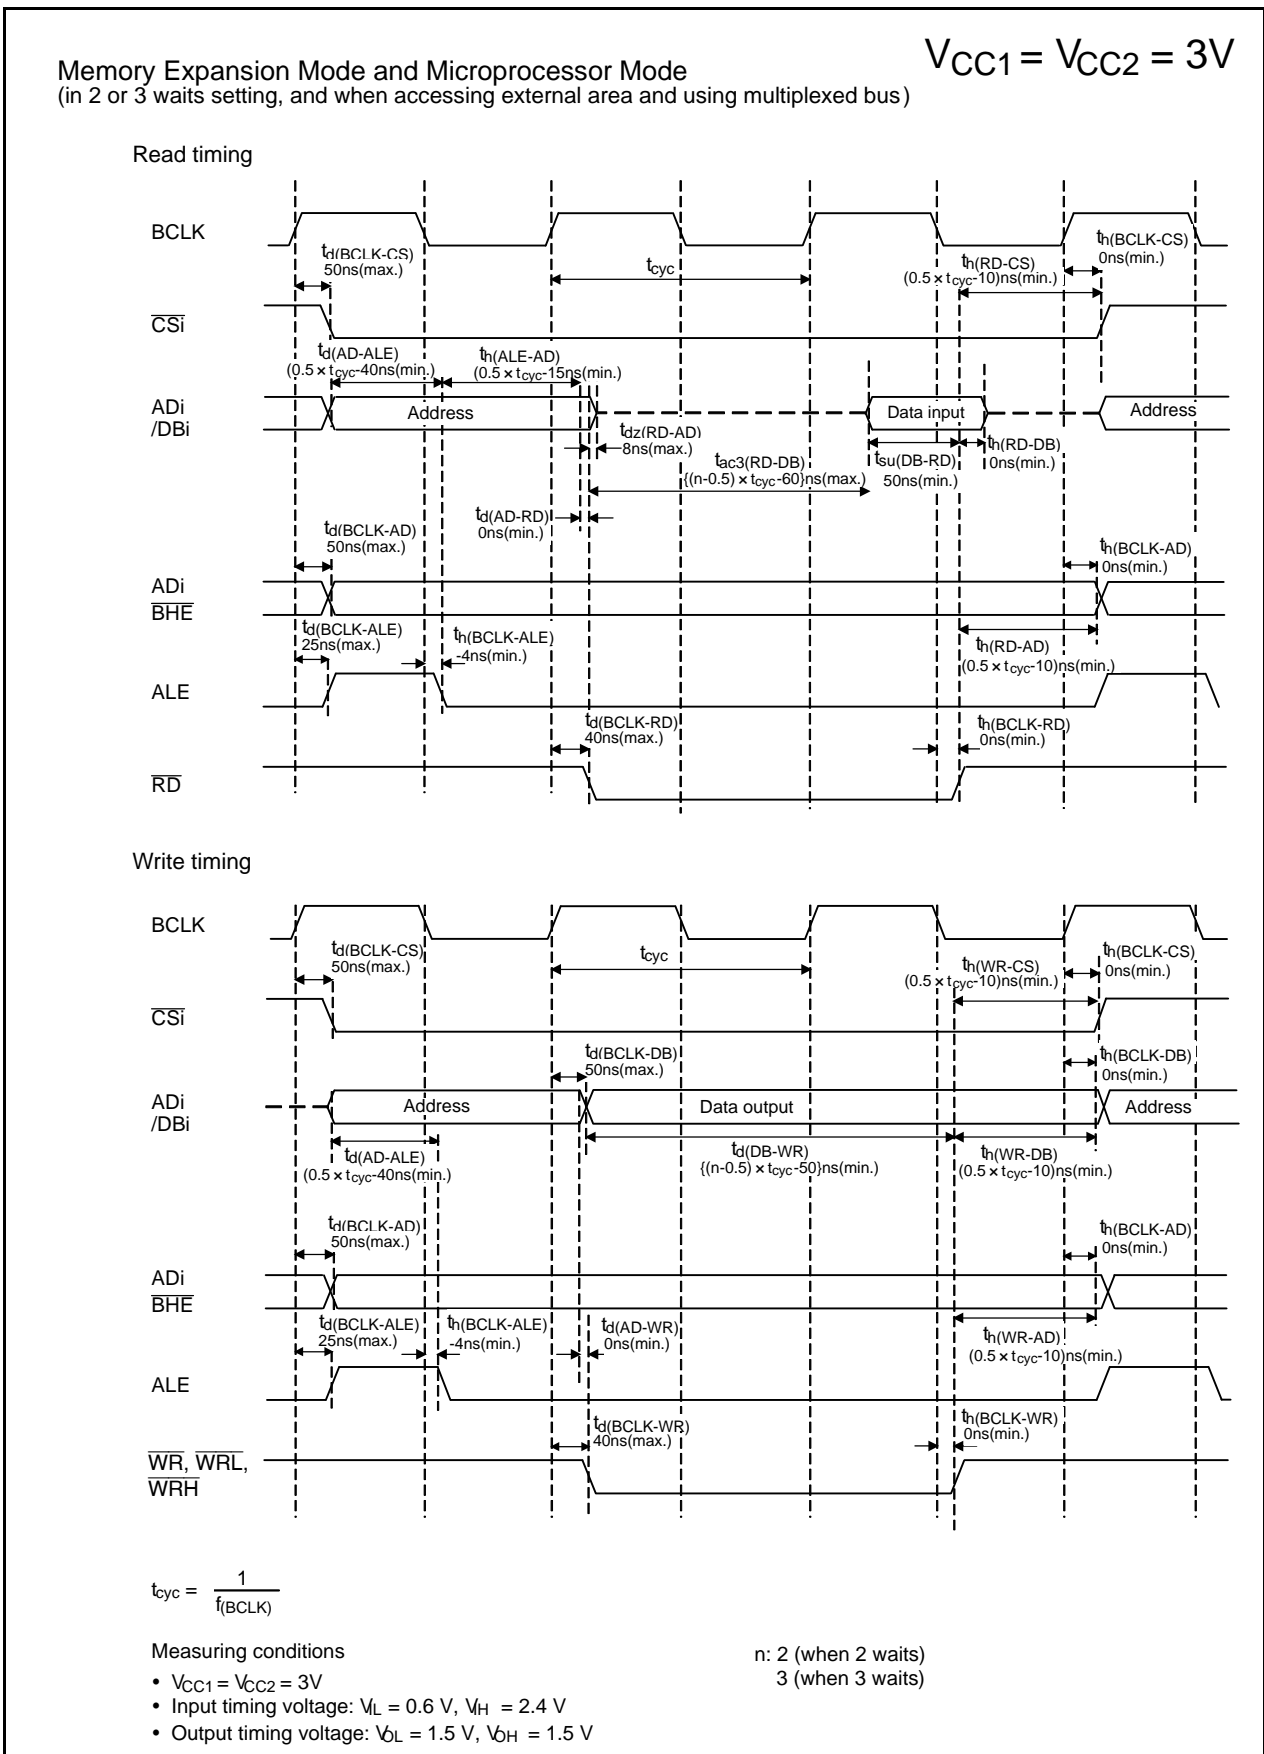 VCC1 = VCC2 = 3V
Memory Expansion Mode and Microprocessor Mode
(in 2 or 3 waits setting, and when accessing external area and using multiplexed bus)
Read timing
BCLK
td(BCLK-CS)
50ns(max.)
tcyc
th(RD-CS)
(0.5 × tcyc-10)ns(min.)
th(BCLK-CS)
0ns(min.)
CSi
td(AD-ALE)
(0.5 × tcyc-40ns(min.)
th(ALE-AD)
(0.5 × tcyc-15ns(min.)
ADi
/DBi
Address
Data input
Address
tdz(RD-AD)
8ns(max.)
tac3(RD-DB)
{(n-0.5) × tcyc-60}ns(max.)
tsu(DB-RD)
50ns(min.)
th(RD-DB)
0ns(min.)
td(AD-RD)
0ns(min.)
td(BCLK-AD)
50ns(max.)
th(BCLK-AD)
0ns(min.)
ADi
BHE
td(BCLK-ALE)
25ns(max.)
th(BCLK-ALE)
-4ns(min.)
th(RD-AD)
(0.5 × tcyc-10)ns(min.)
ALE
td(BCLK-RD)
40ns(max.)
th(BCLK-RD)
0ns(min.)
RD
Write timing
BCLK
td(BCLK-CS)
50ns(max.)
tcyc
th(WR-CS)
(0.5 × tcyc-10)ns(min.)
th(BCLK-CS)
0ns(min.)
CSi
td(BCLK-DB)
50ns(max.)
th(BCLK-DB)
0ns(min.)
ADi
/DBi
Address
Data output
Address
td(AD-ALE)
(0.5 × tcyc-40ns(min.)
td(DB-WR)
{(n-0.5) × tcyc-50}ns(min.)
th(WR-DB)
(0.5 × tcyc-10)ns(min.)
td(BCLK-AD)
50ns(max.)
th(BCLK-AD)
0ns(min.)
ADi
BHE
td(BCLK-ALE)
25ns(max.)
th(BCLK-ALE)
-4ns(min.)
td(AD-WR)
0ns(min.)
th(WR-AD)
(0.5 × tcyc-10)ns(min.)
ALE
td(BCLK-WR)
40ns(max.)
th(BCLK-WR)
0ns(min.)
WR, WRL,
WRH
tcyc = 1
f(BCLK)
Measuring conditions
• VCC1 = VCC2 = 3V
• Input timing voltage: VIL = 0.6 V, VIH = 2.4 V
• Output timing voltage: VOL = 1.5 V, VOH = 1.5 V
n: 2 (when 2 waits)
3 (when 3 waits)